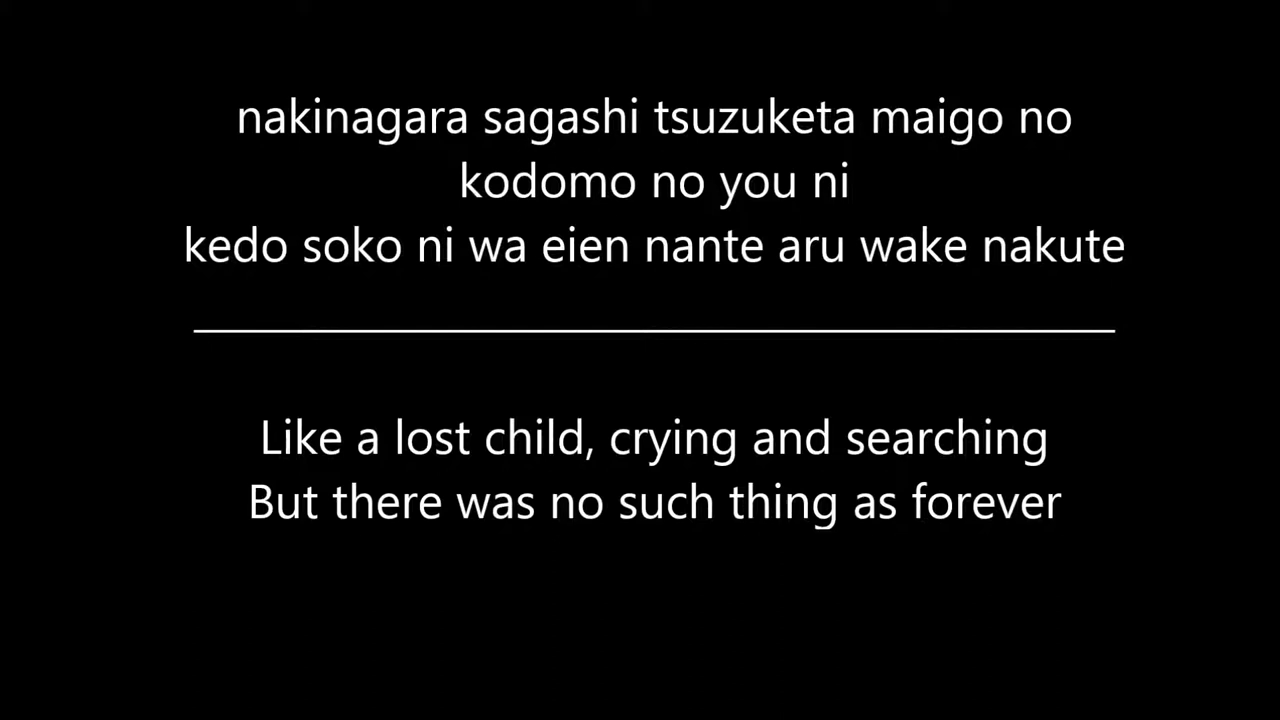 nakinagara sagashi tsuzuketa maigo no
kodomo no you ni
kedo soko ni wa eien nante aru wake nakute
Like a lost child, crying and searching
But there was no such thing as forever